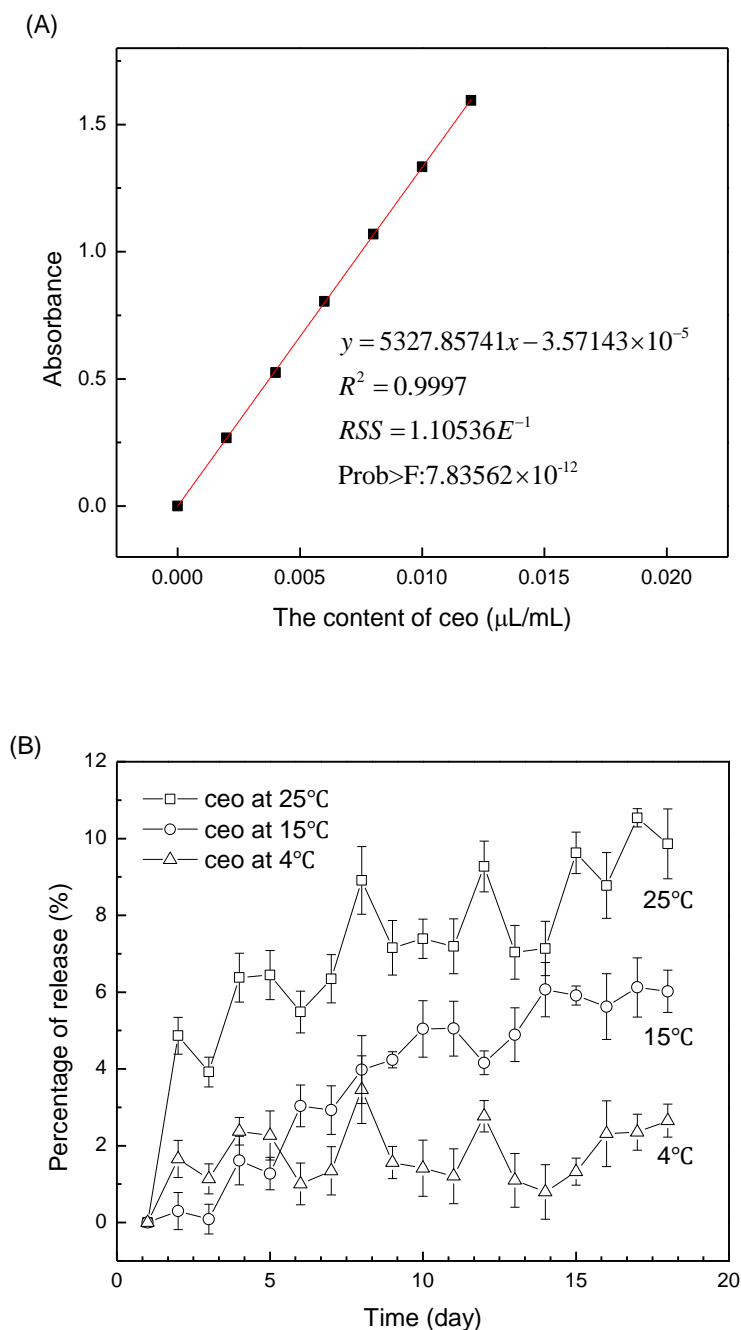 (A)
1.5
1.0
0.5
0.0
Absorbance
y = 5327.85741x − 3.57143×10⁻⁵
R² = 0.9997
RSS = 1.10536E⁻¹
Prob>F:7.83562×10⁻¹²
0.000 0.005 0.010 0.015 0.020
The content of ceo (μL/mL)
(B)
12
10
8
6
4
2
0
Percentage of release (%)
ceo at 25℃
ceo at 15℃
ceo at 4℃
25℃
15℃
4℃
0 5 10 15 20
Time (day)